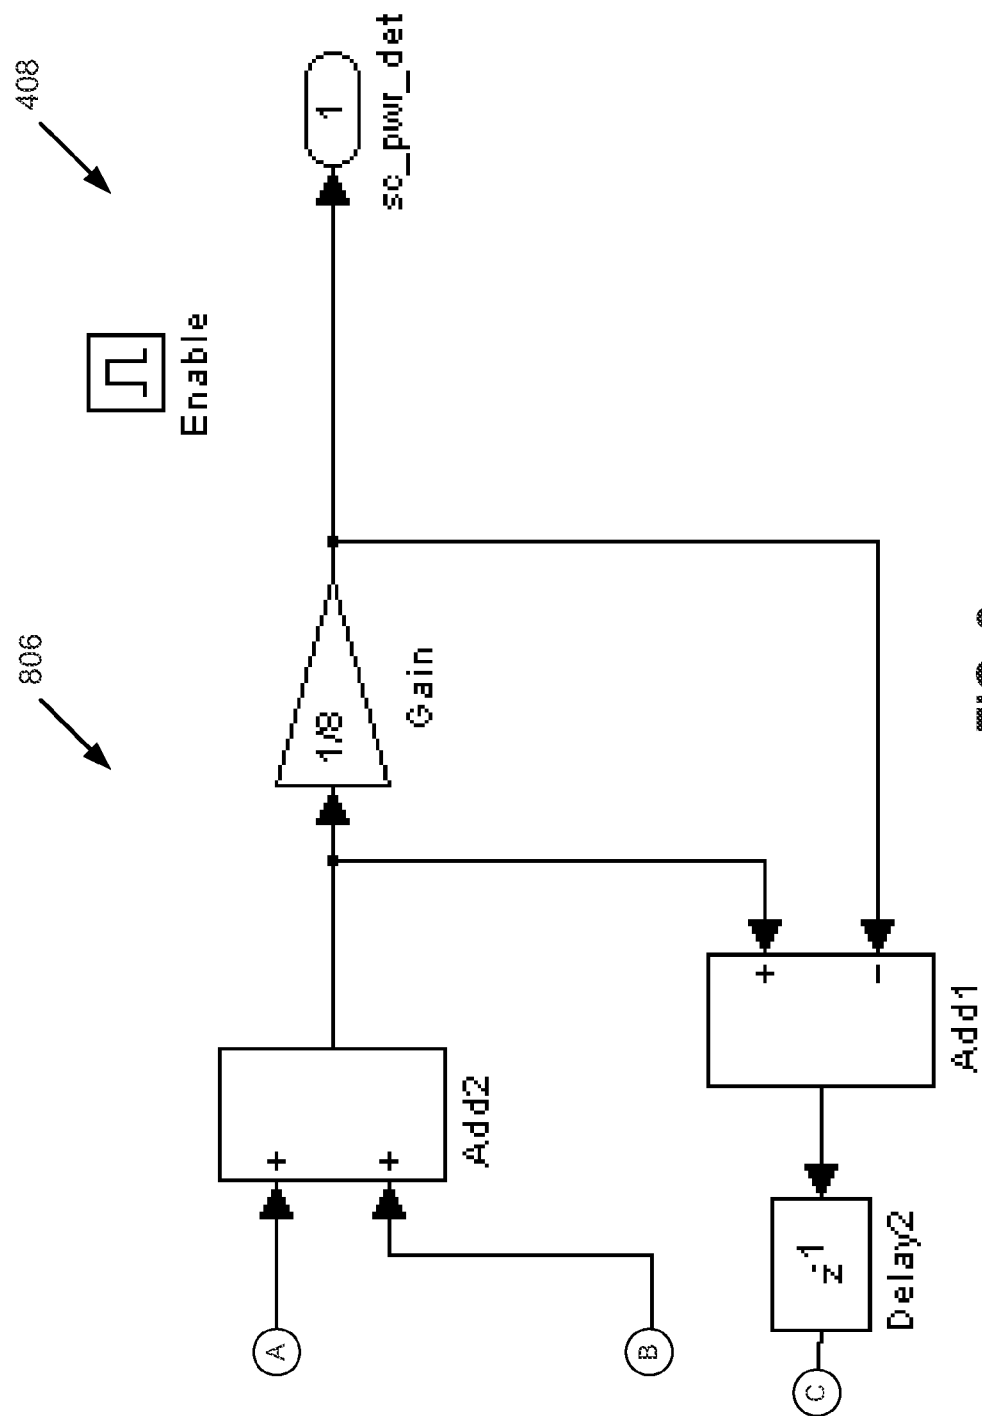 806
408
Enable
A
B
C
+
+
Add2
1/8
Gain
1
sc_pwr_det
z-1
Delay2
+
−
Add1